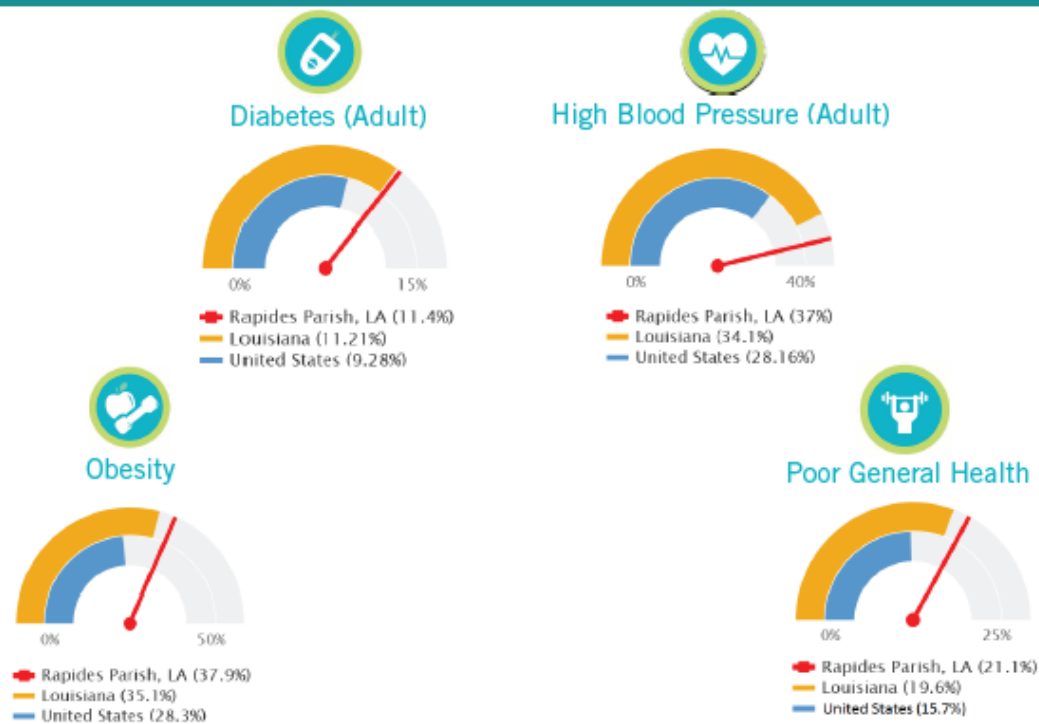 Diabetes (Adult)
0%
15%
Rapides Parish, LA (11.4%)
Louisiana (11.21%)
United States (9.28%)
High Blood Pressure (Adult)
0%
40%
Rapides Parish, LA (37%)
Louisiana (34.1%)
United States (28.16%)
Obesity
0%
50%
Rapides Parish, LA (37.9%)
Louisiana (35.1%)
United States (28.3%)
Poor General Health
0%
25%
Rapides Parish, LA (21.1%)
Louisiana (19.6%)
United States (15.7%)